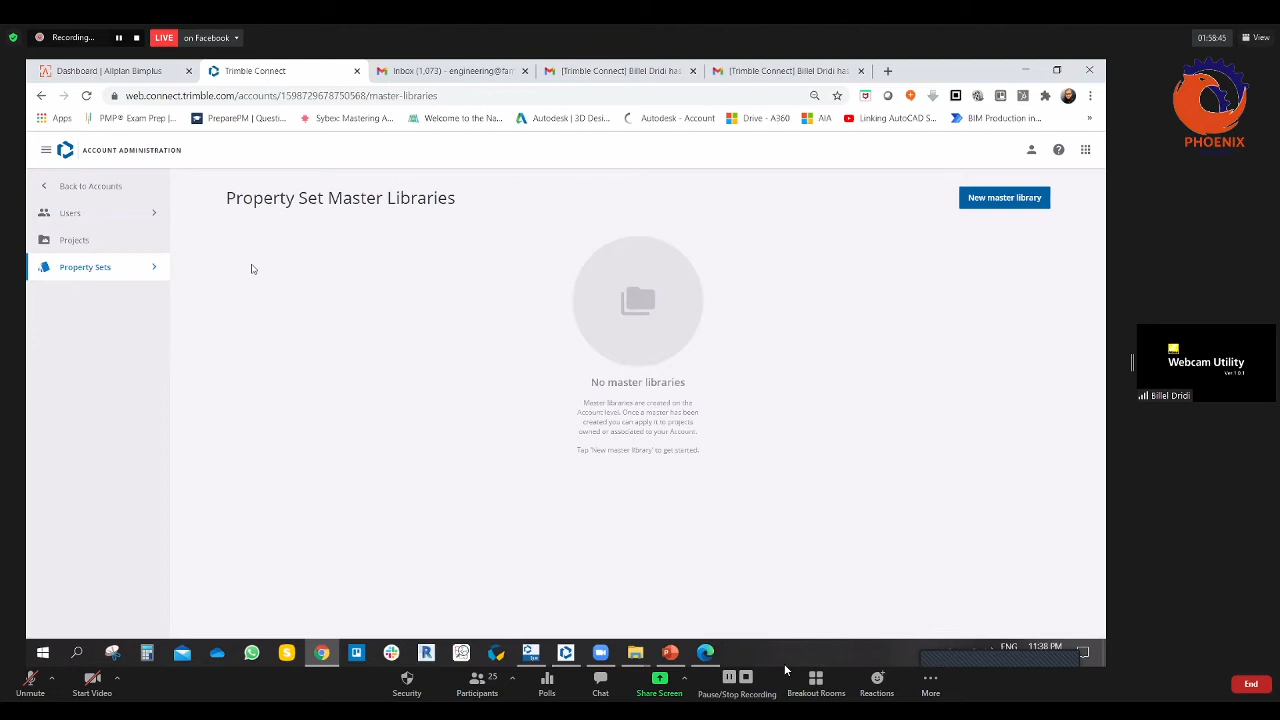 Recording...
LIVE
on Facebook
01:58:45
View
Dashboard | Allplan Bimplus
Trimble Connect
Inbox (1,073) - engineering@far
[Trimble Connect] Billel Dridi has
[Trimble Connect] Billel Dridi has
web.connect.trimble.com/accounts/1598729678750568/master-libraries
Apps
PMP® Exam Prep |...
PreparePM | Questi...
Sybex: Mastering A...
Welcome to the Na...
Autodesk | 3D Desi...
Autodesk - Account
Drive - A360
AIA
Linking AutoCAD S...
BIM Production in...
ACCOUNT ADMINISTRATION
PHOENIX
Back to Accounts
Users
Projects
Property Sets
Property Set Master Libraries
New master library
No master libraries
Master libraries are created on the
Account level. Once a master has been
created you can apply it to projects
owned or associated to your Account.
Tap 'New master library' to get started.
Webcam Utility
Ver 1.0.1
Billel Dridi
ENG
11:38 PM
Unmute
Start Video
Security
Participants
25
Polls
Chat
Share Screen
Pause/Stop Recording
Breakout Rooms
Reactions
More
End